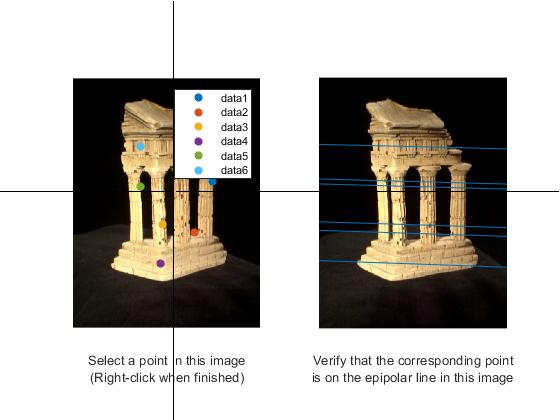 data1
data2
data3
data4
data5
data6
Select a point in this image
(Right-click when finished)
Verify that the corresponding point
is on the epipolar line in this image